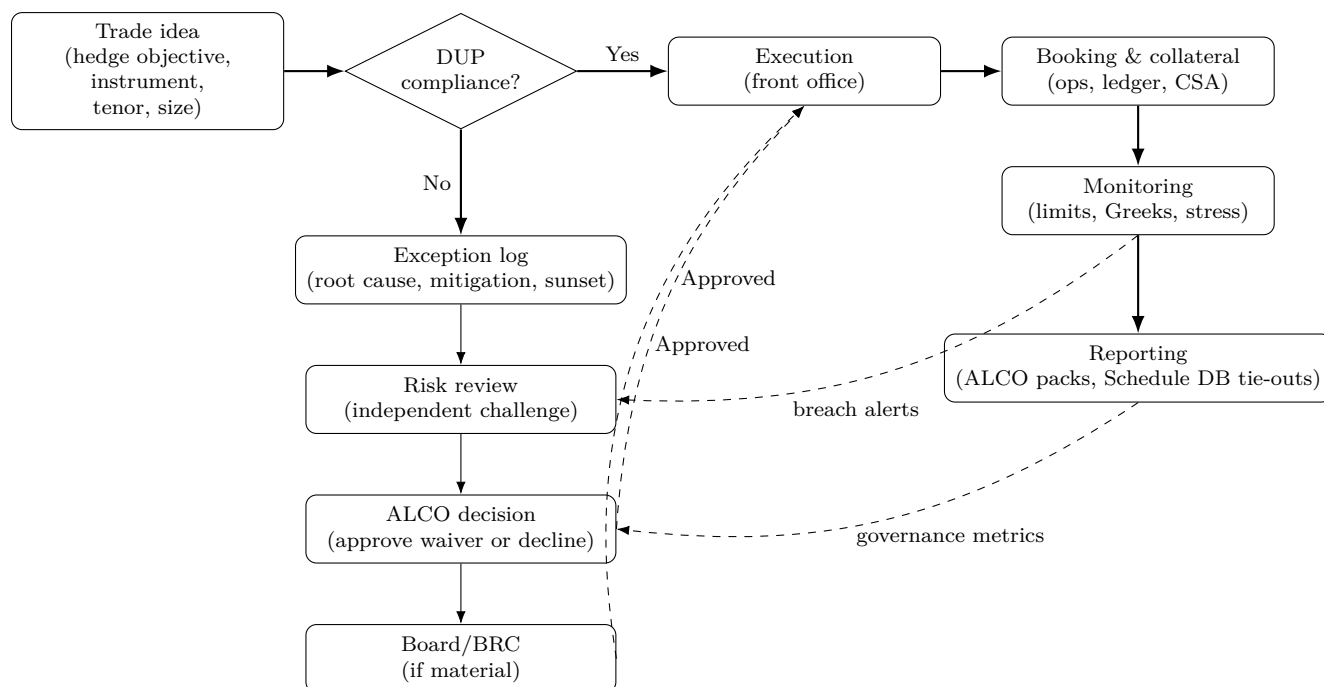 Trade idea
(hedge objective,
instrument,
tenor, size)
DUP
compliance?
Yes
Execution
(front office)
Booking & collateral
(ops, ledger, CSA)
No
Monitoring
(limits, Greeks, stress)
Exception log
(root cause, mitigation, sunset)
Approved
Approved
Reporting
(ALCO packs, Schedule DB tie-outs)
Risk review
(independent challenge)
breach alerts
ALCO decision
(approve waiver or decline)
governance metrics
Board/BRC
(if material)